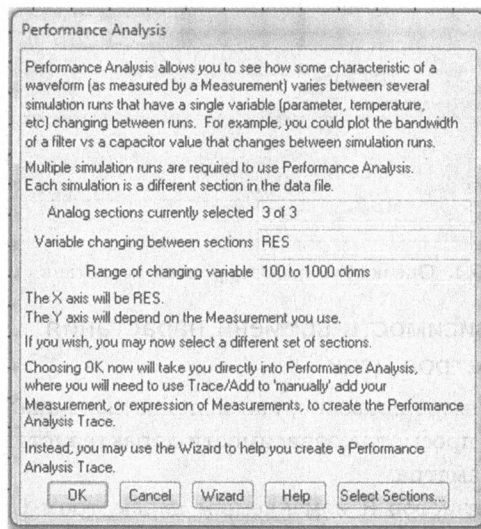 Performance Analysis
Performance Analysis allows you to see how some characteristic of a
waveform (as measured by a Measurement) varies between several
simulation runs that have a single variable (parameter, temperature,
etc) changing between runs. For example, you could plot the bandwidth
of a filter vs a capacitor value that changes between simulation runs.
Multiple simulation runs are required to use Performance Analysis.
Each simulation is a different section in the data file.
Analog sections currently selected 3 of 3
Variable changing between sections RES
Range of changing variable 100 to 1000 ohms
The X axis will be RES.
The Y axis will depend on the Measurement you use.
If you wish, you may now select a different set of sections.
Choosing OK now will take you directly into Performance Analysis,
where you will need to use Trace/Add to 'manually' add your
Measurement, or expression of Measurements, to create the Performance
Analysis Trace.
Instead, you may use the Wizard to help you create a Performance
Analysis Trace.
OK Cancel Wizard Help Select Sections...